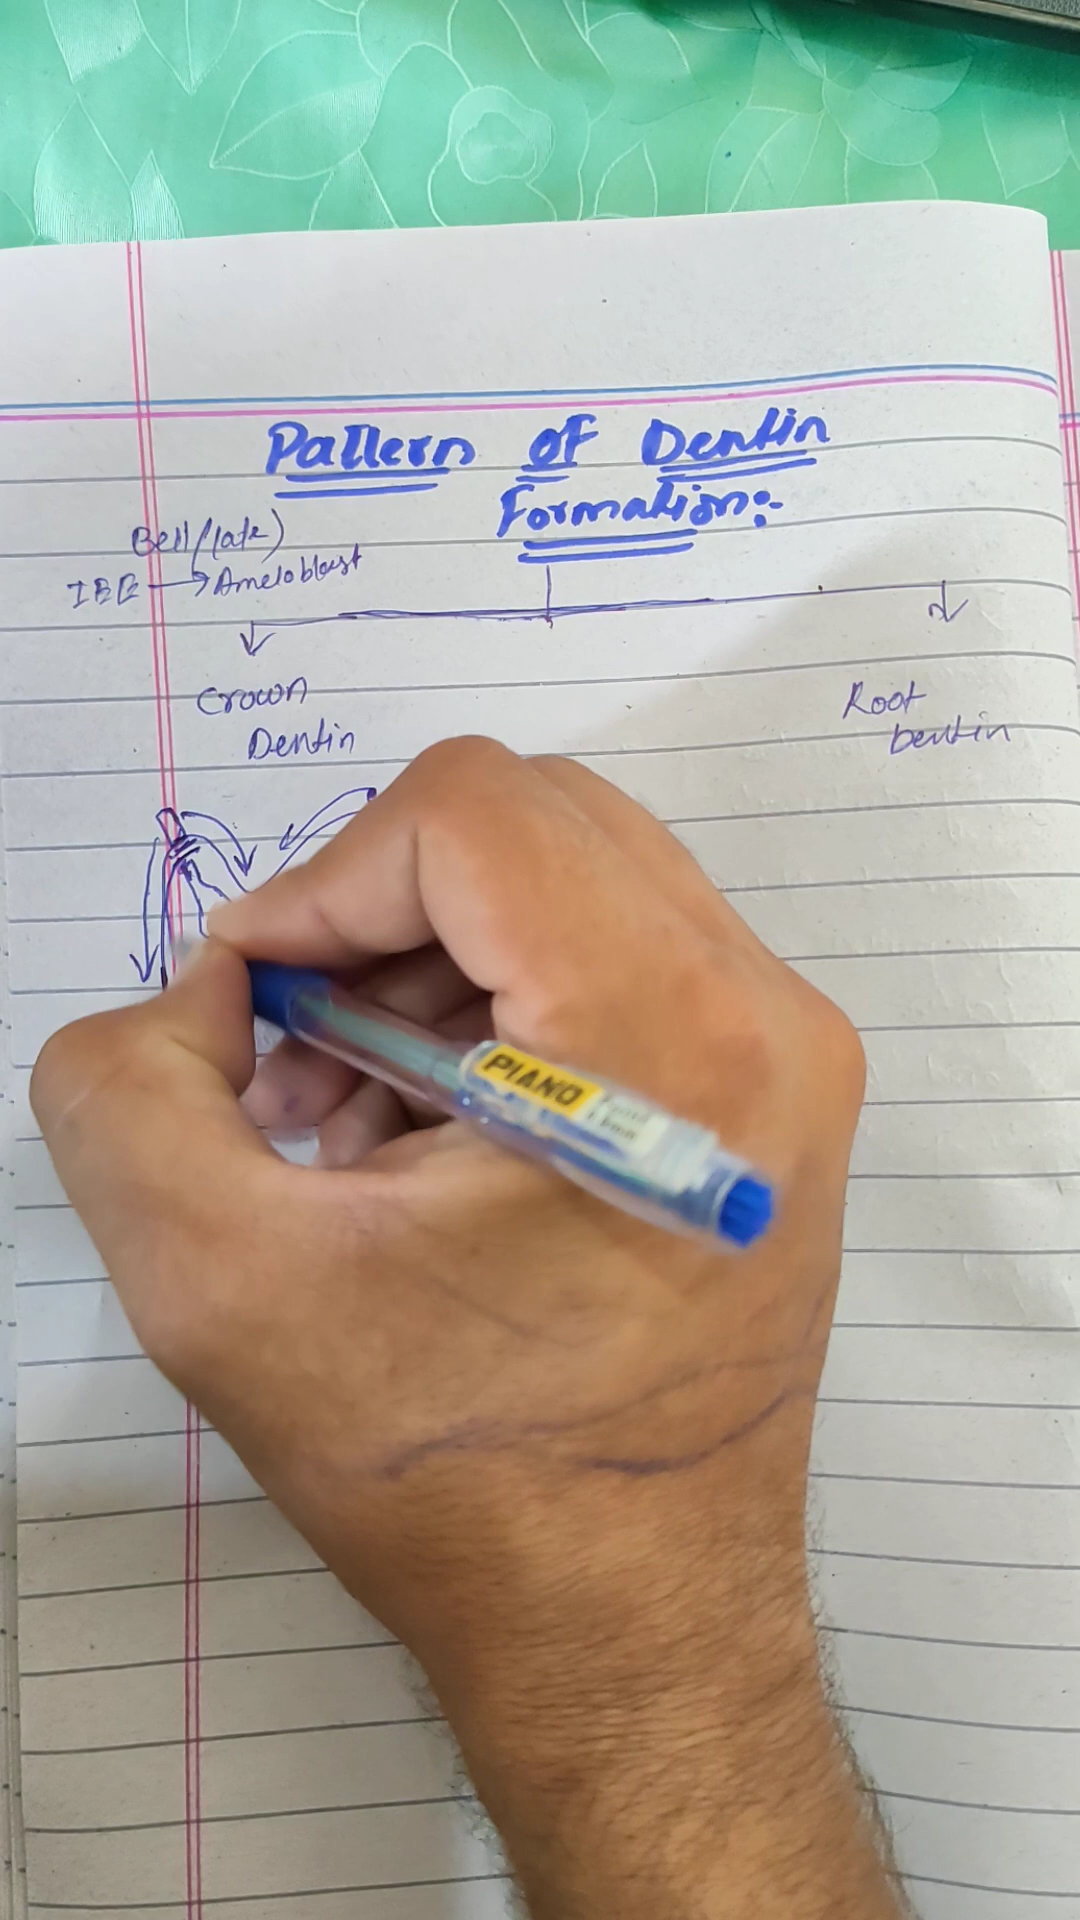 Pattern of Dentin
Formation:-
Bell (late)
IEE → Ameloblast
Crown
Dentin
Root
Dentin
PIANO